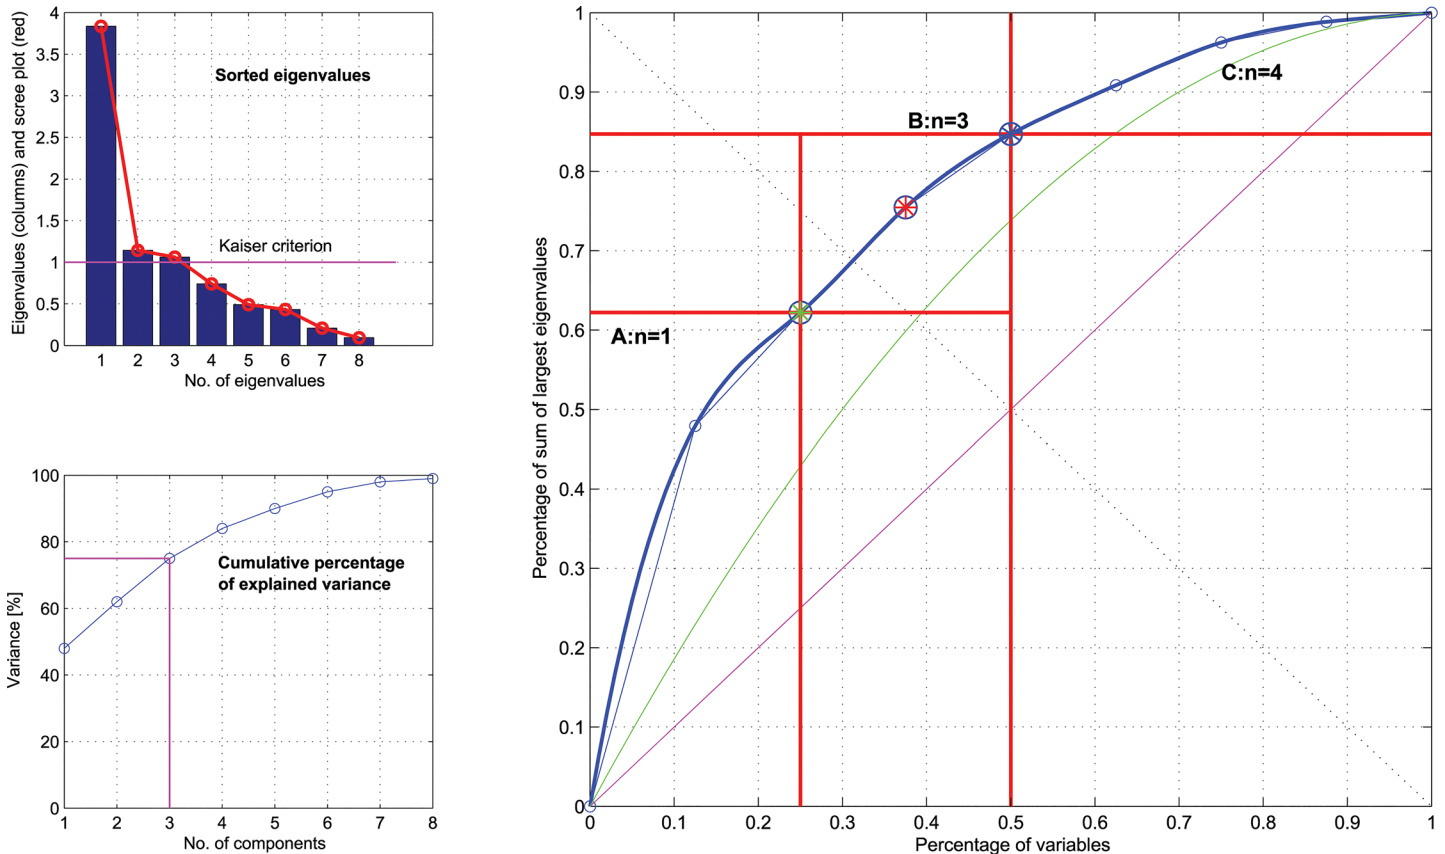 Eigenvalues (columns) and scree plot (red)
4
3.5
3
2.5
2
1.5
1
0.5
0
Sorted eigenvalues
Kaiser criterion
1 2 3 4 5 6 7 8
No. of eigenvalues
Variance [%]
100
80
60
40
20
0
Cumulative percentage
of explained variance
1 2 3 4 5 6 7 8
No. of components
Percentage of sum of largest eigenvalues
1
0.9
0.8
0.7
0.6
0.5
0.4
0.3
0.2
0.1
0
C:n=4
B:n=3
A:n=1
0 0.1 0.2 0.3 0.4 0.5 0.6 0.7 0.8 0.9 1
Percentage of variables